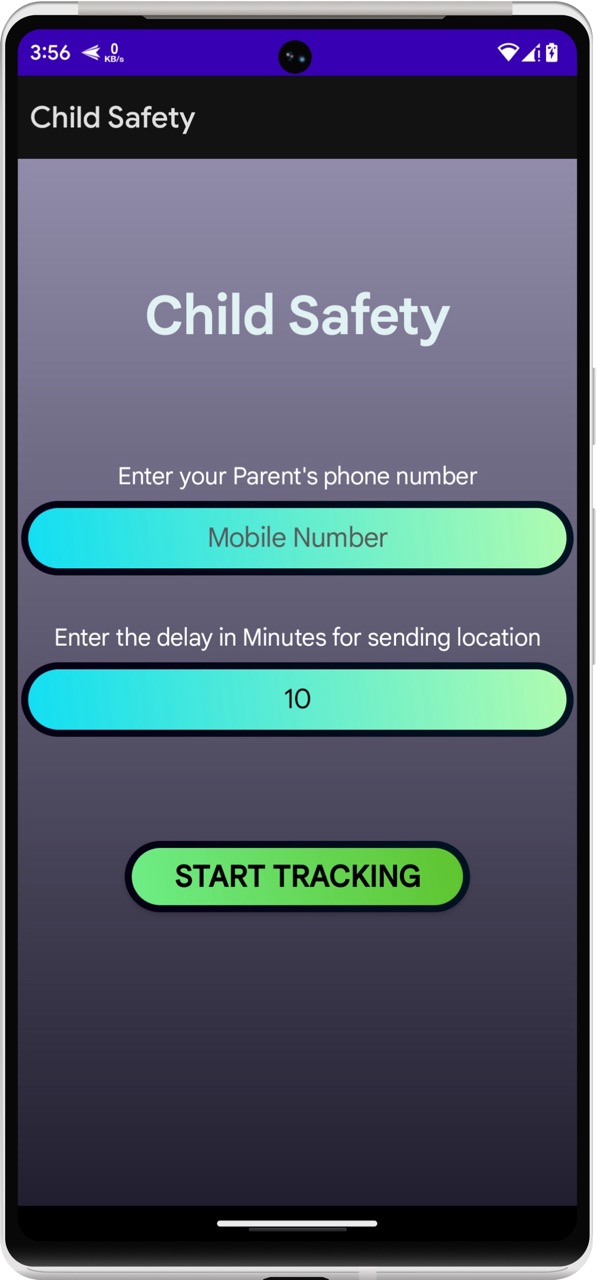 3:56 0
KB/s
Child Safety
Child Safety
Enter your Parent's phone number
Mobile Number
Enter the delay in Minutes for sending location
10
START TRACKING